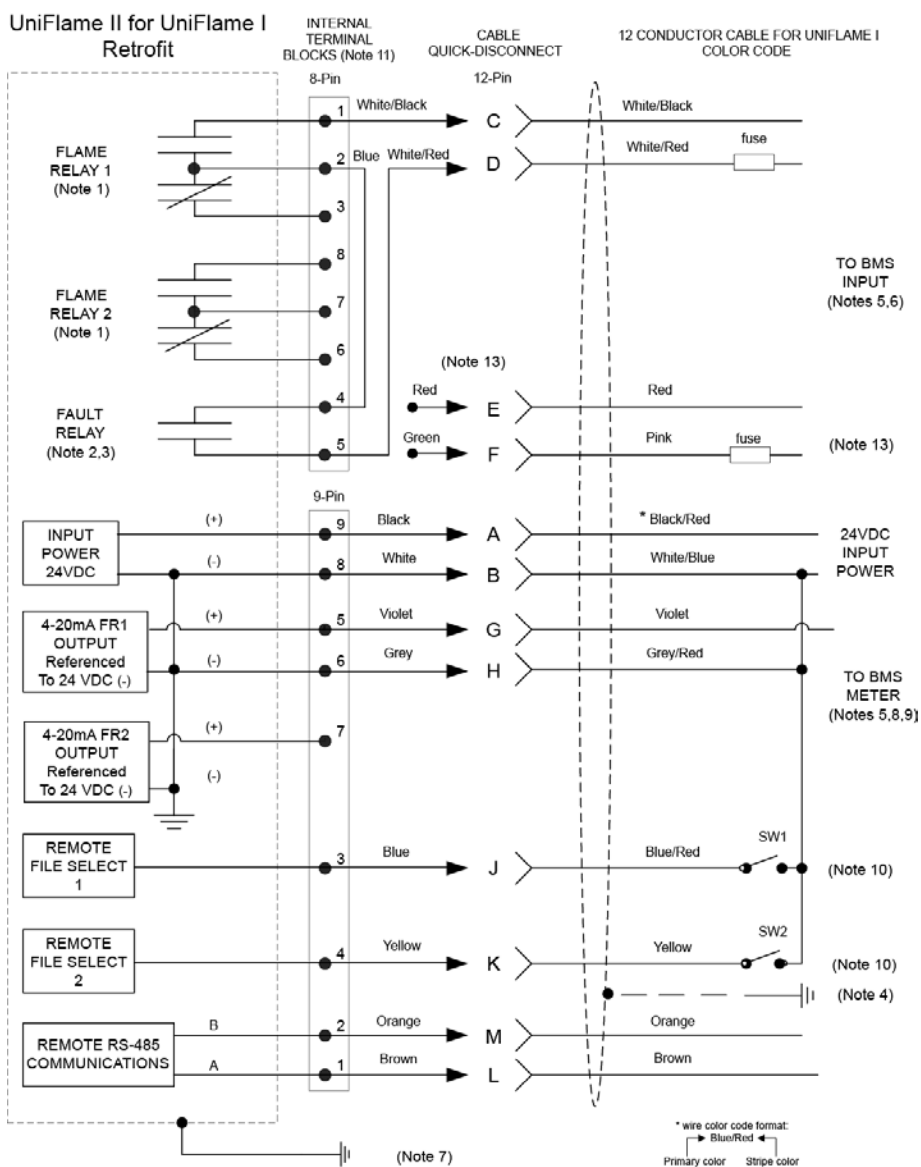 UniFlame II for UniFlame I
Retrofit
INTERNAL
TERMINAL
BLOCKS (Note 11)
CABLE
QUICK-DISCONNECT
12 CONDUCTOR CABLE FOR UNIFLAME I
COLOR CODE
8-Pin
12-Pin
FLAME
RELAY 1
(Note 1)
1
White/Black
C
White/Black
2
Blue
White/Red
D
White/Red
fuse
3
FLAME
RELAY 2
(Note 1)
8
7
6
TO BMS
INPUT
(Notes 5,6)
(Note 13)
FAULT
RELAY
(Note 2,3)
4
Red
E
Red
5
Green
F
Pink
fuse
(Note 13)
9-Pin
INPUT
POWER
24VDC
(+)
9
Black
A
* Black/Red
(-)
8
White
B
White/Blue
24VDC
INPUT
POWER
4-20mA FR1
OUTPUT
Referenced
To 24 VDC (-)
(+)
5
Violet
G
Violet
(-)
6
Grey
H
Grey/Red
TO BMS
METER
(Notes 5,8,9)
4-20mA FR2
OUTPUT
Referenced
To 24 VDC (-)
(+)
7
(-)
REMOTE
FILE SELECT
1
3
Blue
J
Blue/Red
SW1
(Note 10)
REMOTE
FILE SELECT
2
4
Yellow
K
Yellow
SW2
(Note 10)
(Note 4)
REMOTE RS-485
COMMUNICATIONS
B
2
Orange
M
Orange
A
1
Brown
L
Brown
(Note 7)
* wire color code format:
Blue/Red
Primary color
Stripe color